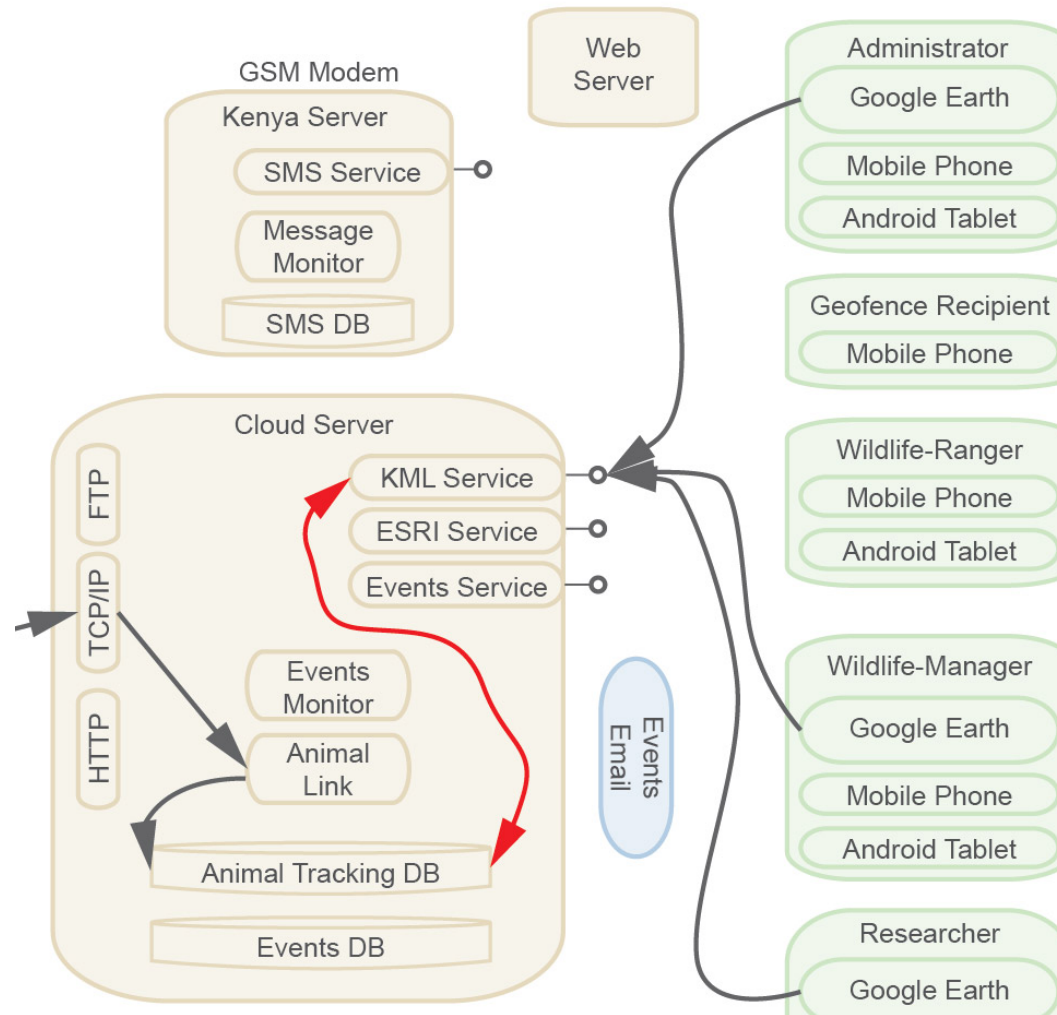 Web
Server
GSM Modem
Kenya Server
SMS Service
Message
Monitor
SMS DB
Cloud Server
FTP
TCP/IP
HTTP
KML Service
ESRI Service
Events Service
Events
Monitor
Animal
Link
Animal Tracking DB
Events DB
Events
Email
Administrator
Google Earth
Mobile Phone
Android Tablet
Geofence Recipient
Mobile Phone
Wildlife-Ranger
Mobile Phone
Android Tablet
Wildlife-Manager
Google Earth
Mobile Phone
Android Tablet
Researcher
Google Earth